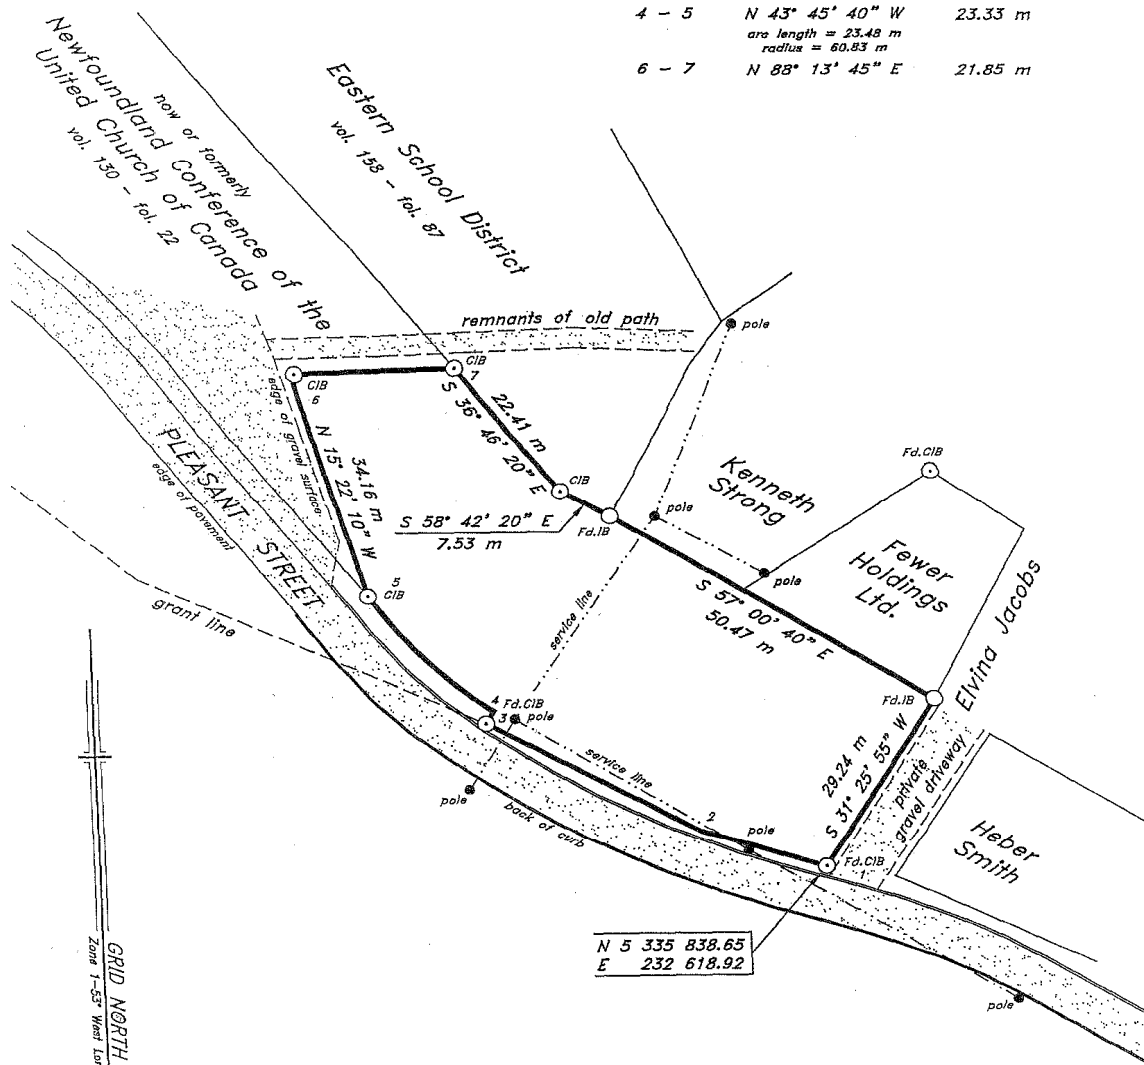 4 - 5 N 43° 45' 40" W 23.33 m
arc length = 23.48 m
radius = 60.83 m
6 - 7 N 88° 13' 45" E 21.85 m
now or formerly
Newfoundland Conference of the
United Church of Canada
vol. 130 - fol. 22
Eastern School District
vol. 158 - fol. 87
remnants of old path
pole
CIB
6
CIB
7
edge of gravel surface
34.16 m
N 15° 22' 10" W
22.41 m
S 36° 46' 20" E
CIB
S 58° 42' 20" E
7.53 m
Fd.IB
pole
Kenneth
Strong
pole
Fd.CIB
Fewer
Holdings
Ltd.
PLEASANT STREET
edge of pavement
grant line
5
CIB
service line
S 57° 00' 40" E
50.47 m
Elvina Jacobs
Fd.IB
4
Fd.CIB
3
pole
service line
pole
back of curb
2
pole
29.24 m
S 31° 25' 55" W
private
gravel driveway
Fd.CIB
1
Heber
Smith
N 5 335 838.65
E 232 618.92
pole
GRID NORTH
Zone 1-53° West Lon